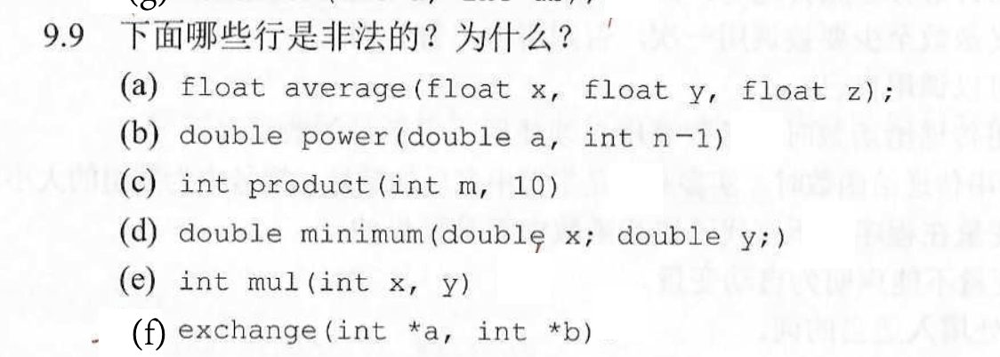 9.9 下面哪些行是非法的？为什么？
(a) float average(float x, float y, float z);
(b) double power(double a, int n-1)
(c) int product(int m, 10)
(d) double minimum(double x; double y;)
(e) int mul(int x, y)
(f) exchange(int *a, int *b)